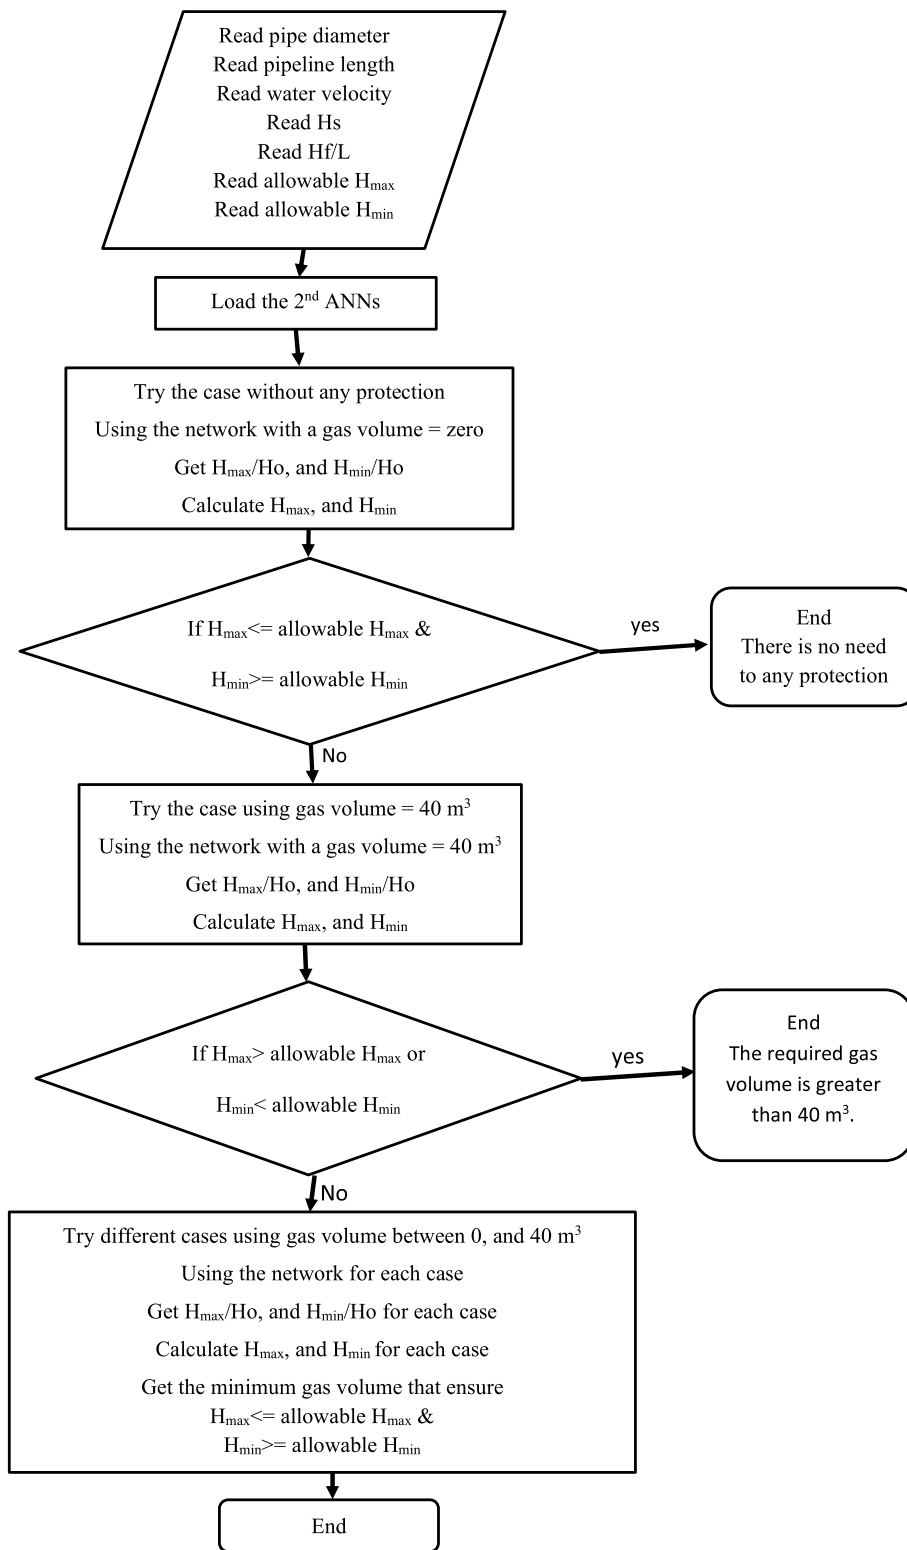 Read pipe diameter
Read pipeline length
Read water velocity
Read Hs
Read Hf/L
Read allowable Hmax
Read allowable Hmin
Load the 2nd ANNs
Try the case without any protection
Using the network with a gas volume = zero
Get Hmax/Ho, and Hmin/Ho
Calculate Hmax, and Hmin
If Hmax<= allowable Hmax &
Hmin>= allowable Hmin
yes
End
There is no need
to any protection
No
Try the case using gas volume = 40 m3
Using the network with a gas volume = 40 m3
Get Hmax/Ho, and Hmin/Ho
Calculate Hmax, and Hmin
If Hmax> allowable Hmax or
Hmin< allowable Hmin
yes
End
The required gas
volume is greater
than 40 m3.
No
Try different cases using gas volume between 0, and 40 m3
Using the network for each case
Get Hmax/Ho, and Hmin/Ho for each case
Calculate Hmax, and Hmin for each case
Get the minimum gas volume that ensure
Hmax<= allowable Hmax &
Hmin>= allowable Hmin
End